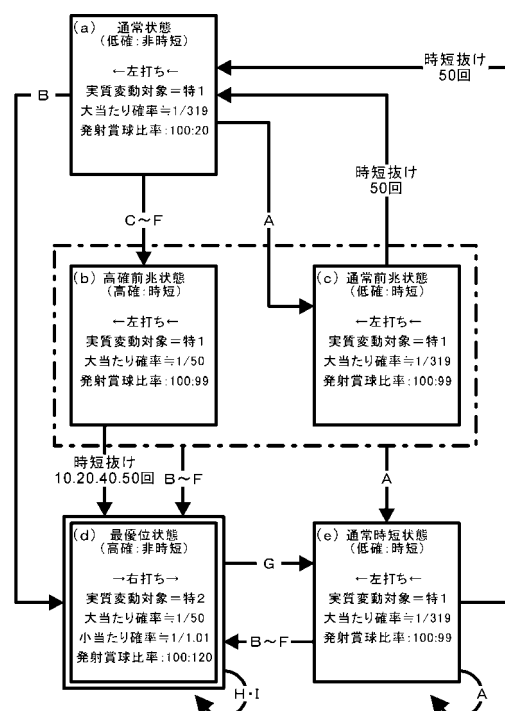 (a) 通常状態
(低確:非時短)
←左打ち←
実質変動対象=特1
大当たり確率≒1/319
発射賞球比率:100:20
時短抜け
50回
B
時短抜け
50回
C～F
A
(b) 高確前兆状態
(高確:時短)
←左打ち←
実質変動対象=特1
大当たり確率≒1/50
発射賞球比率:100:99
(c) 通常前兆状態
(低確:時短)
←左打ち←
実質変動対象=特1
大当たり確率≒1/319
発射賞球比率:100:99
時短抜け
10.20.40.50回
B～F
A
(d) 最優位状態
(高確:非時短)
→右打ち→
実質変動対象=特2
大当たり確率≒1/50
小当たり確率≒1/1.01
発射賞球比率:100:120
G
B～F
(e) 通常時短状態
(低確:時短)
←左打ち←
実質変動対象=特1
大当たり確率≒1/319
発射賞球比率:100:99
H・I
A